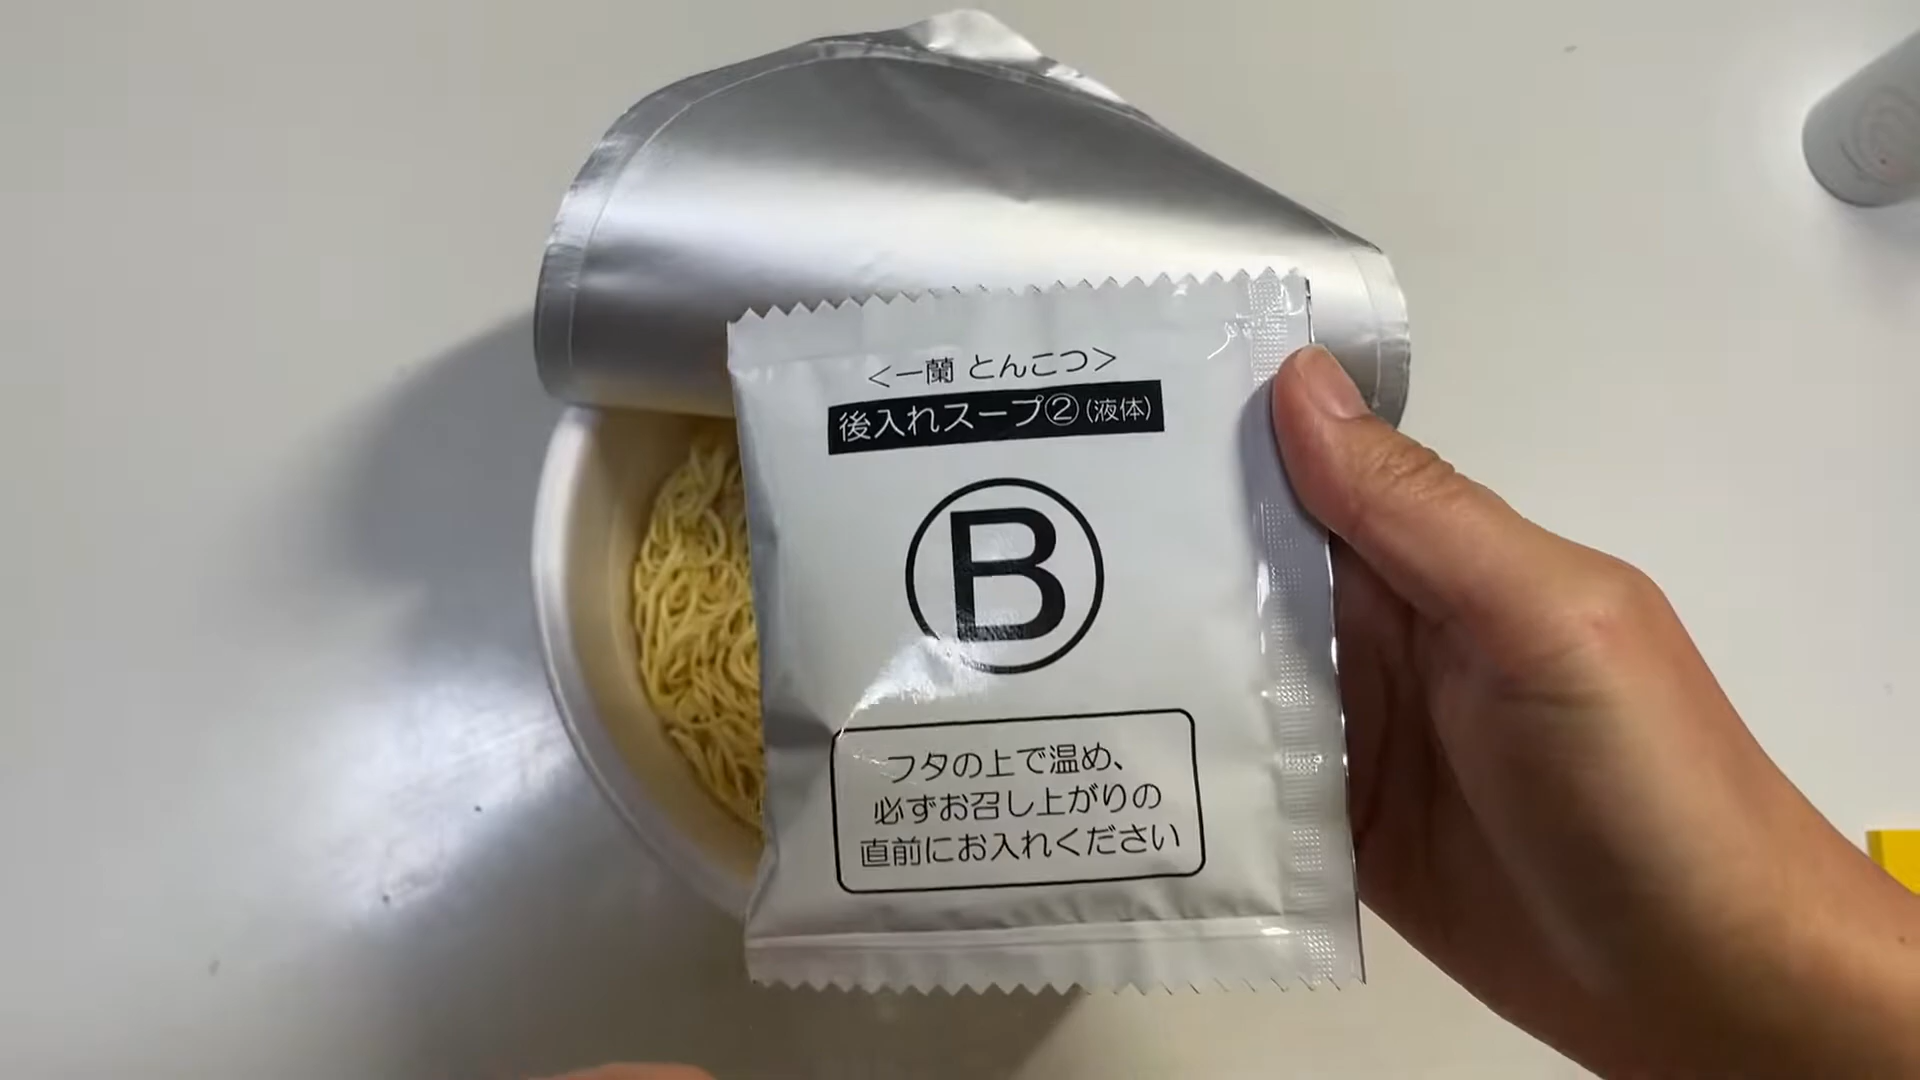 ＜一蘭 とんこつ＞
後入れスープ②(液体)
B
フタの上で温め、
必ずお召し上がりの
直前にお入れください